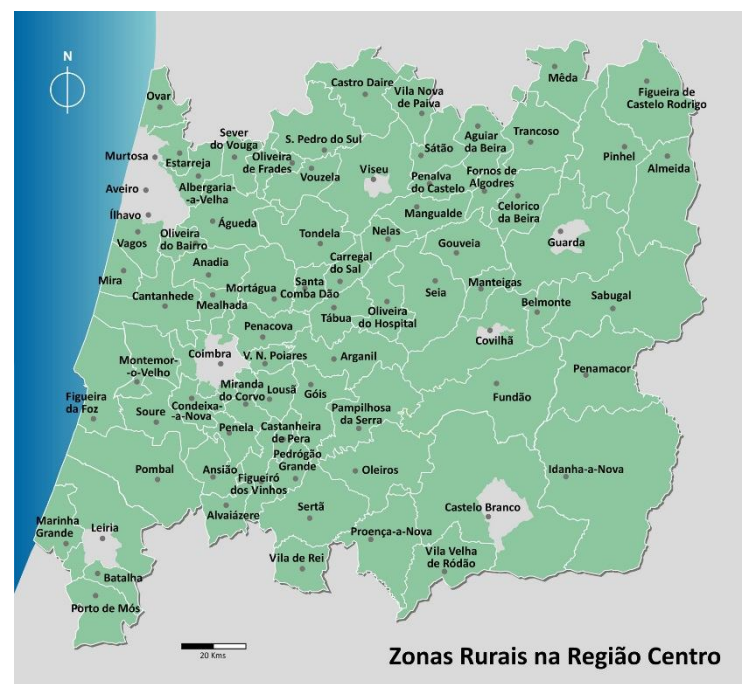 N
Mêda
Castro Daire
Figueira de
Castelo Rodrigo
Vila Nova
de Paiva
Ovar
Sever
do Vouga
S. Pedro do Sul
Aguiar
da Beira
Trancoso
Sátão
Pinhel
Almeida
Murtosa
Estarreja
Oliveira
de Frades
Vouzela
Viseu
Penalva
do Castelo
Fornos de
Algodres
Aveiro
Albergaria-
-a-Velha
Celorico
da Beira
Ílhavo
Águeda
Mangualde
Vagos
Oliveira
do Bairro
Tondela
Nelas
Gouveia
Guarda
Anadia
Carregal
do Sal
Mira
Cantanhede
Mealhada
Mortágua
Santa
Comba Dão
Seia
Manteigas
Sabugal
Tábua
Oliveira
do Hospital
Belmonte
Penacova
Covilhã
Coimbra
V. N. Poiares
Arganil
Montemor-
-o-Velho
Penamacor
Miranda
do Corvo
Lousã
Góis
Fundão
Figueira
da Foz
Soure
Condeixa-
-a-Nova
Pampilhosa
da Serra
Penela
Castanheira
de Pera
Pedrógão
Grande
Pombal
Ansião
Figueiró
dos Vinhos
Oleiros
Idanha-a-Nova
Alvaiázere
Sertã
Castelo Branco
Marinha
Grande
Leiria
Proença-a-Nova
Vila de Rei
Vila Velha
de Ródão
Batalha
Porto de Mós
20 Kms
Zonas Rurais na Região Centro